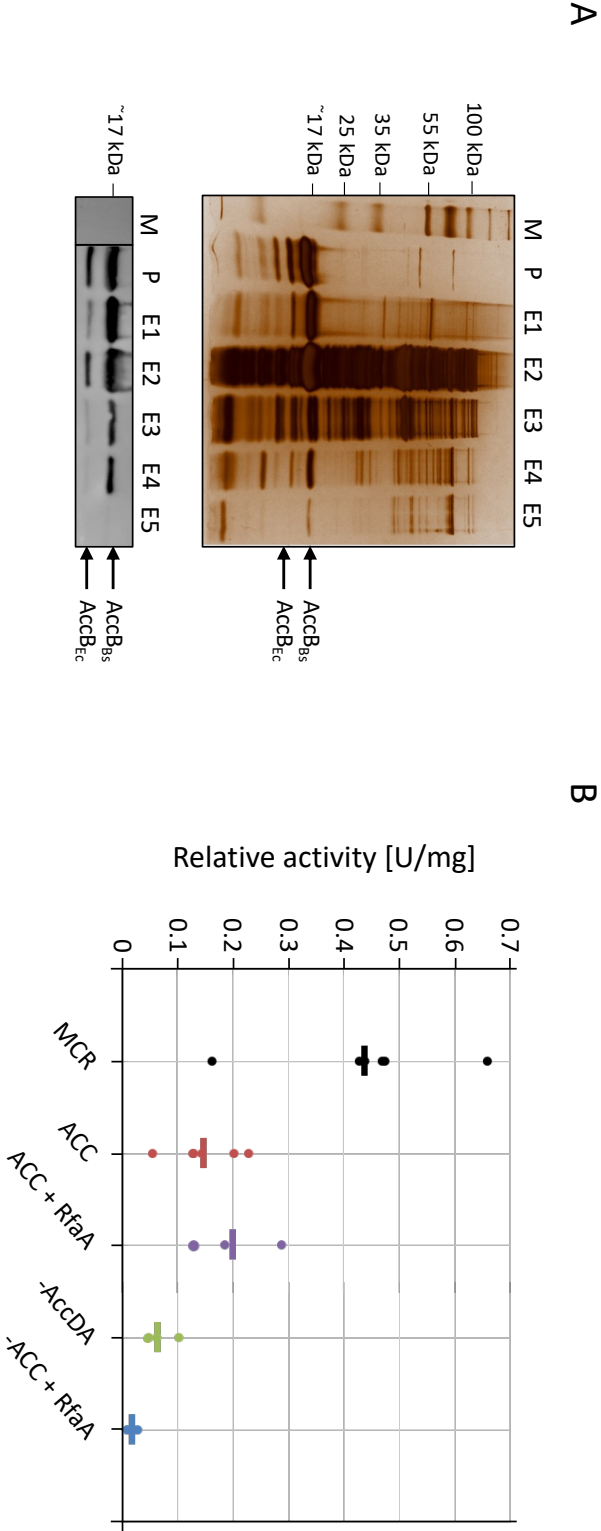 A
M P E1 E2 E3 E4 E5
100 kDa
55 kDa
35 kDa
25 kDa
~17 kDa
AccB_Bs
AccB_Ec
M P E1 E2 E3 E4 E5
~17 kDa
AccB_Bs
AccB_Ec
B
Relative activity [U/mg]
0.7
0.6
0.5
0.4
0.3
0.2
0.1
0
MCR
ACC
ACC + RfaA
-AccDA
-ACC + RfaA